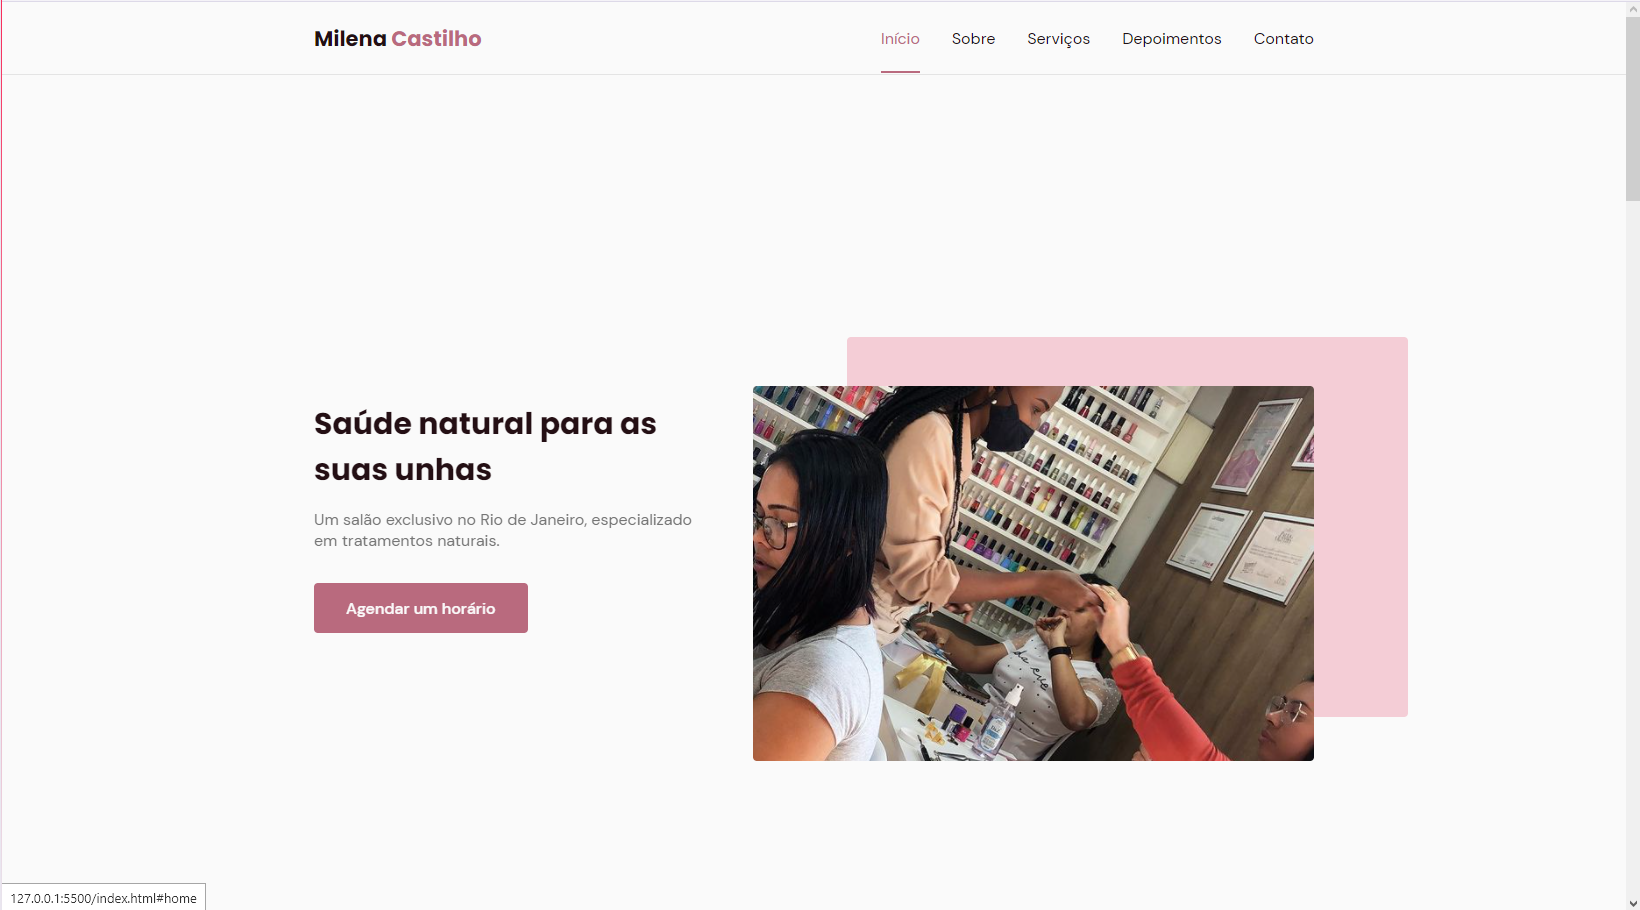 Milena Castilho
Início Sobre Serviços Depoimentos Contato
Saúde natural para as
suas unhas
Um salão exclusivo no Rio de Janeiro, especializado
em tratamentos naturais.
Agendar um horário
127.0.0.1:5500/index.html#home